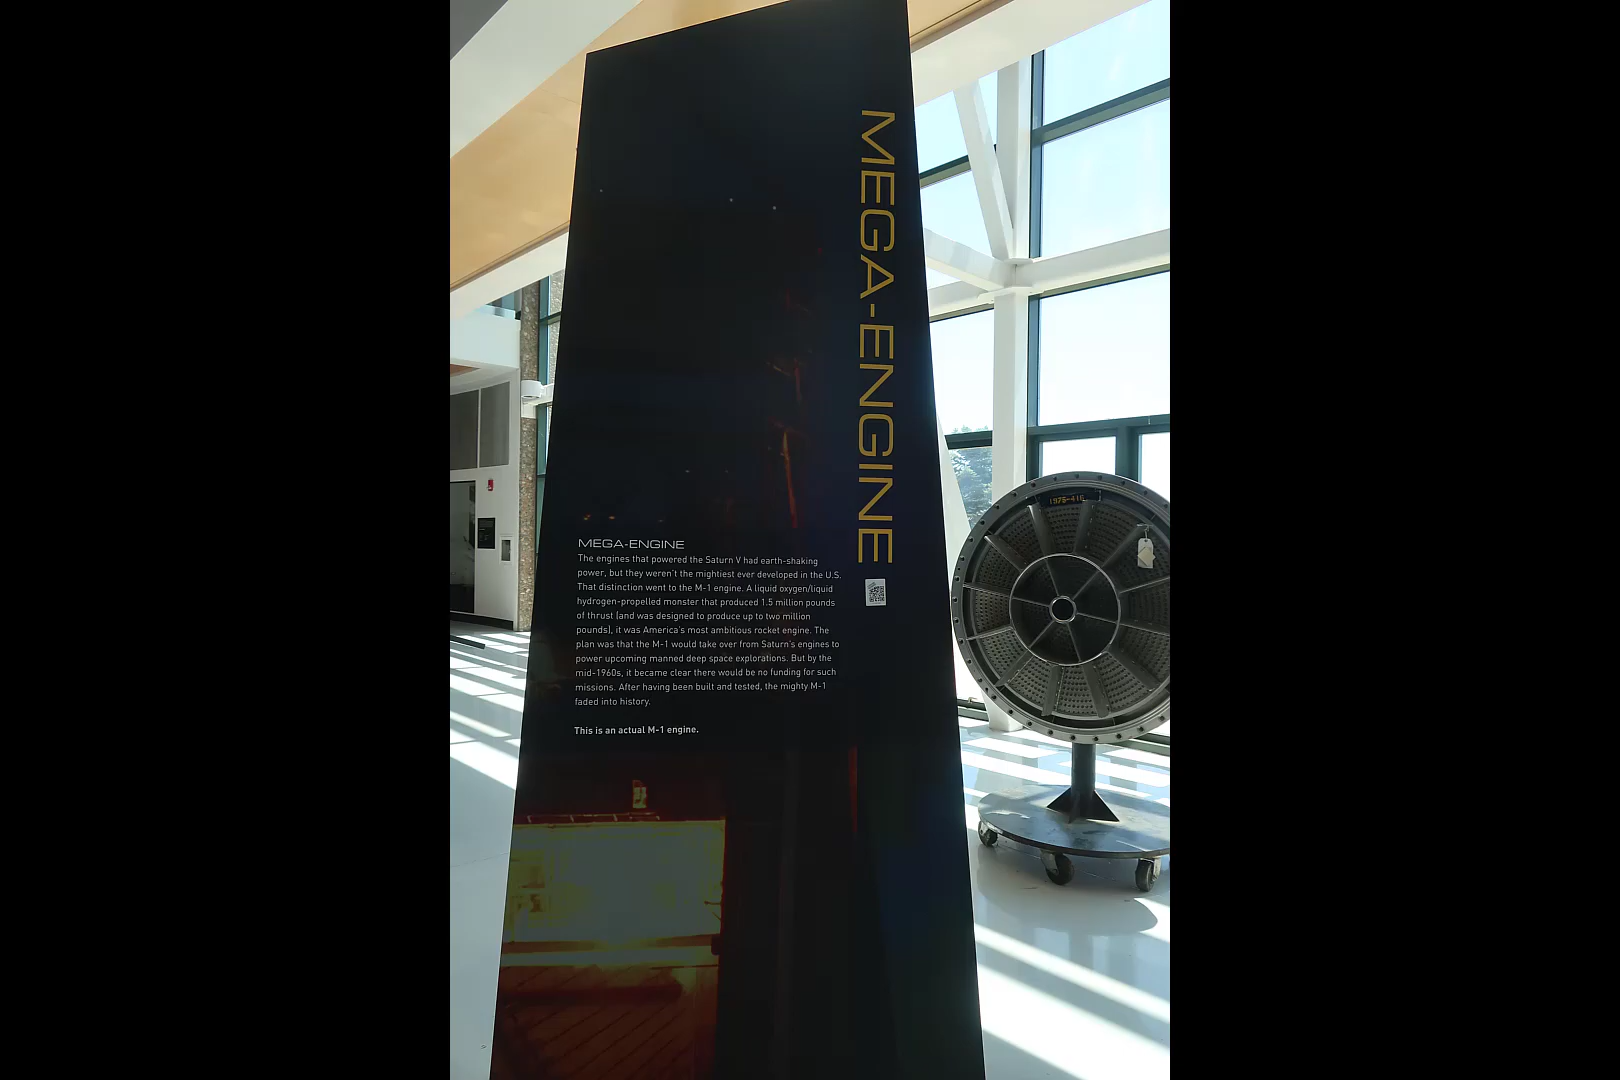 MEGA-ENGINE
MEGA-ENGINE
The engines that powered the Saturn V had earth-shaking
power, but they weren't the mightiest ever developed in the U.S.
That distinction went to the M-1 engine. A liquid oxygen/liquid
hydrogen-propelled monster that produced 1.5 million pounds
of thrust (and was designed to produce up to two million
pounds), it was America's most ambitious rocket engine. The
plan was that the M-1 would take over from Saturn's engines to
power upcoming manned deep space explorations. But by the
mid-1960s, it became clear there would be no funding for such
missions. After having been built and tested, the mighty M-1
faded into history.
This is an actual M-1 engine.